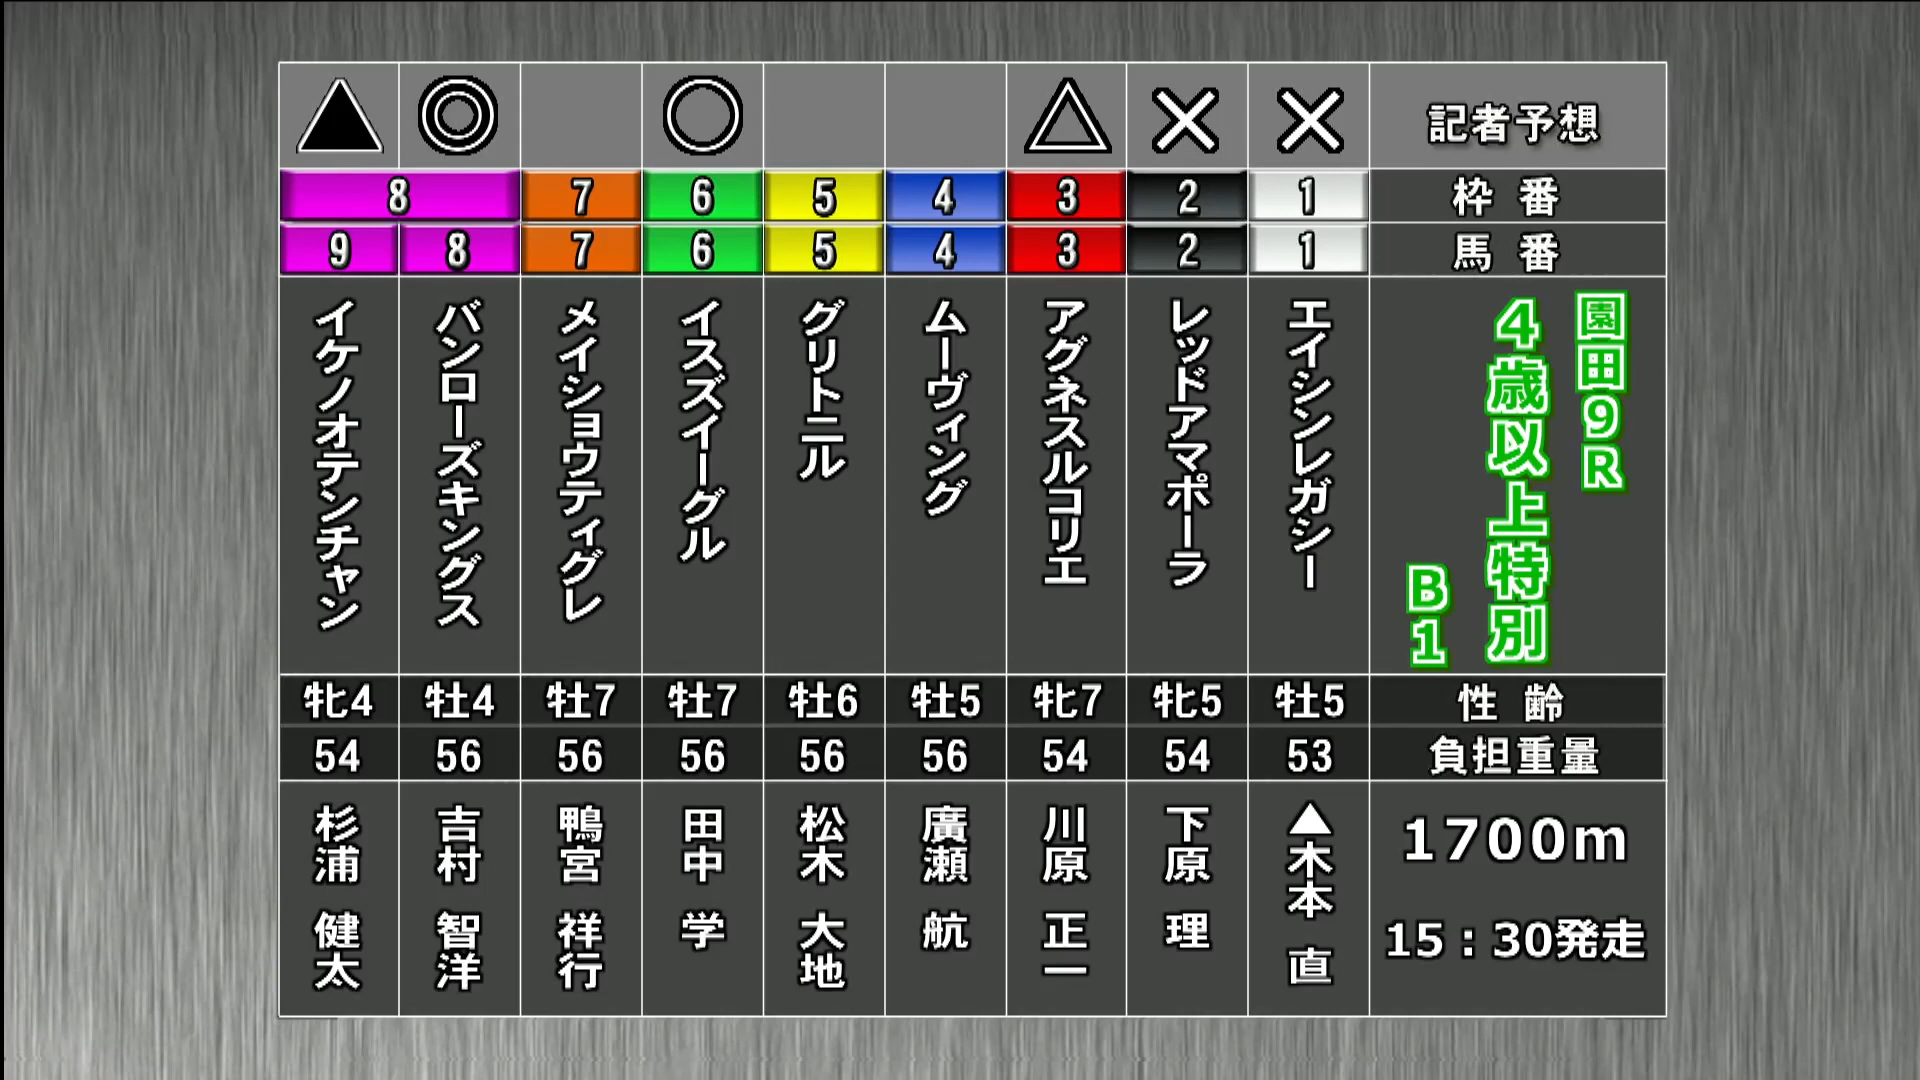 園田9R
4歳以上特別
B1
1700m
15：30発走
記者予想 × × △ ○ ◎ ▲
枠番 1 2 3 4 5 6 7 8
馬番 1 2 3 4 5 6 7 8 9
エイシンレガシー
レッドアマポーラ
アグネスルコリエ
ムーヴィング
グリトニル
イスズイーグル
メイショウティグレ
バンローズキングス
イケノオテンチャン
性齢 牡5 牝5 牝7 牡5 牡6 牡7 牡7 牡4 牝4
負担重量 53 54 54 56 56 56 56 56 54
▲木本 直
下原 理
川原 正一
廣瀬 航
松木 大地
田中 学
鴨宮 祥行
吉村 智洋
杉浦 健太